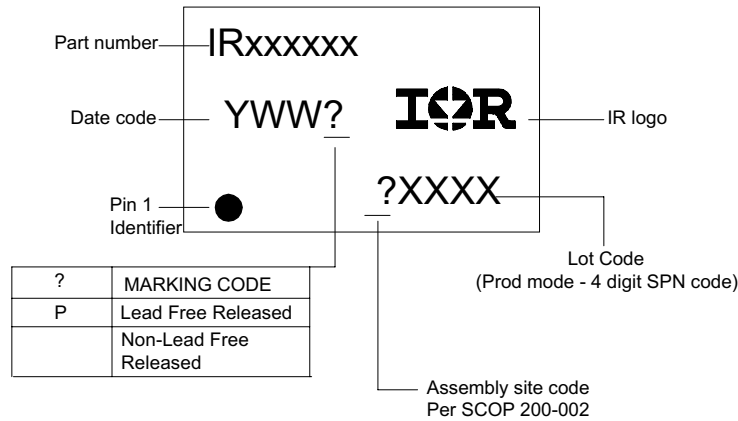 Part number
IRxxxxxx
Date code
YWW?
IOR
IR logo
Pin 1
Identifier
?XXXX
Lot Code
(Prod mode - 4 digit SPN code)
? MARKING CODE
P Lead Free Released
Non-Lead Free
Released
Assembly site code
Per SCOP 200-002